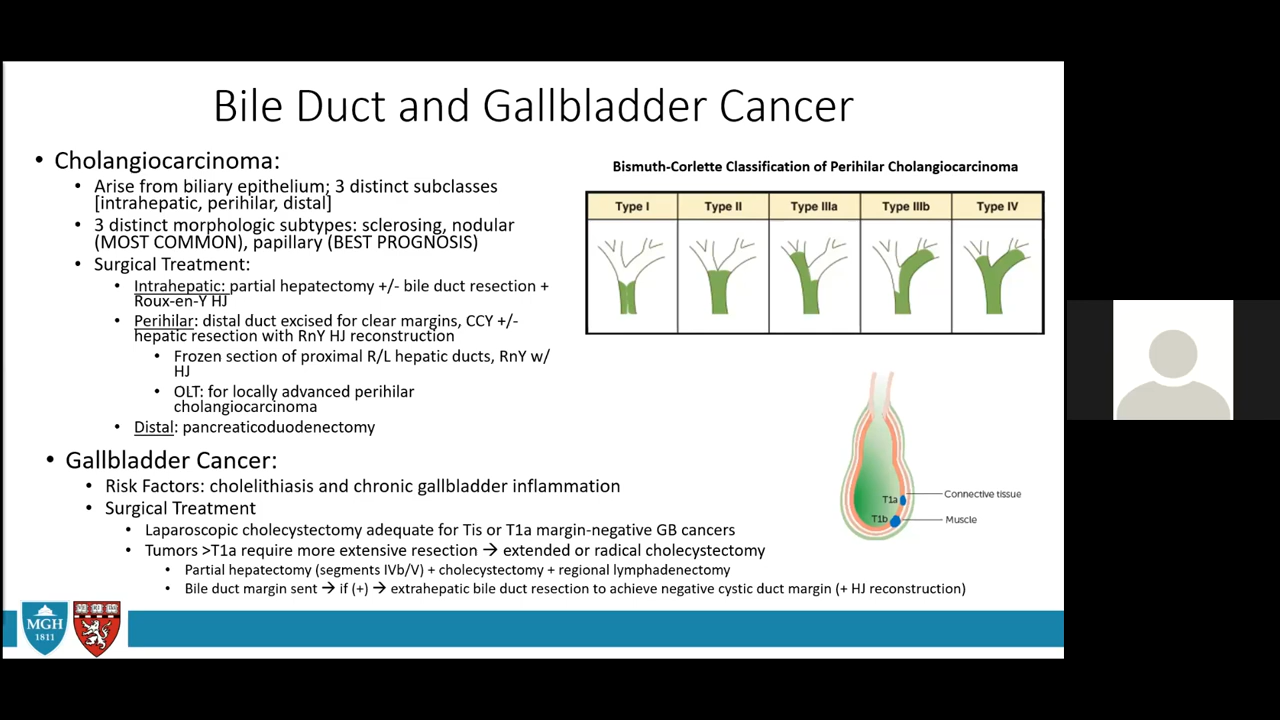 Bile Duct and Gallbladder Cancer
• Cholangiocarcinoma:
• Arise from biliary epithelium; 3 distinct subclasses
[intrahepatic, perihilar, distal]
• 3 distinct morphologic subtypes: sclerosing, nodular
(MOST COMMON), papillary (BEST PROGNOSIS)
• Surgical Treatment:
• Intrahepatic: partial hepatectomy +/- bile duct resection +
Roux-en-Y HJ
• Perihilar: distal duct excised for clear margins, CCY +/-
hepatic resection with RnY HJ reconstruction
• Frozen section of proximal R/L hepatic ducts, RnY w/
HJ
• OLT: for locally advanced perihilar
cholangiocarcinoma
• Distal: pancreaticoduodenectomy
Bismuth-Corlette Classification of Perihilar Cholangiocarcinoma
Type I Type II Type IIIa Type IIIb Type IV
• Gallbladder Cancer:
• Risk Factors: cholelithiasis and chronic gallbladder inflammation
• Surgical Treatment
• Laparoscopic cholecystectomy adequate for Tis or T1a margin-negative GB cancers
• Tumors >T1a require more extensive resection → extended or radical cholecystectomy
• Partial hepatectomy (segments IVb/V) + cholecystectomy + regional lymphadenectomy
• Bile duct margin sent → if (+) → extrahepatic bile duct resection to achieve negative cystic duct margin (+ HJ reconstruction)
T1a Connective tissue
T1b Muscle
MGH
1811